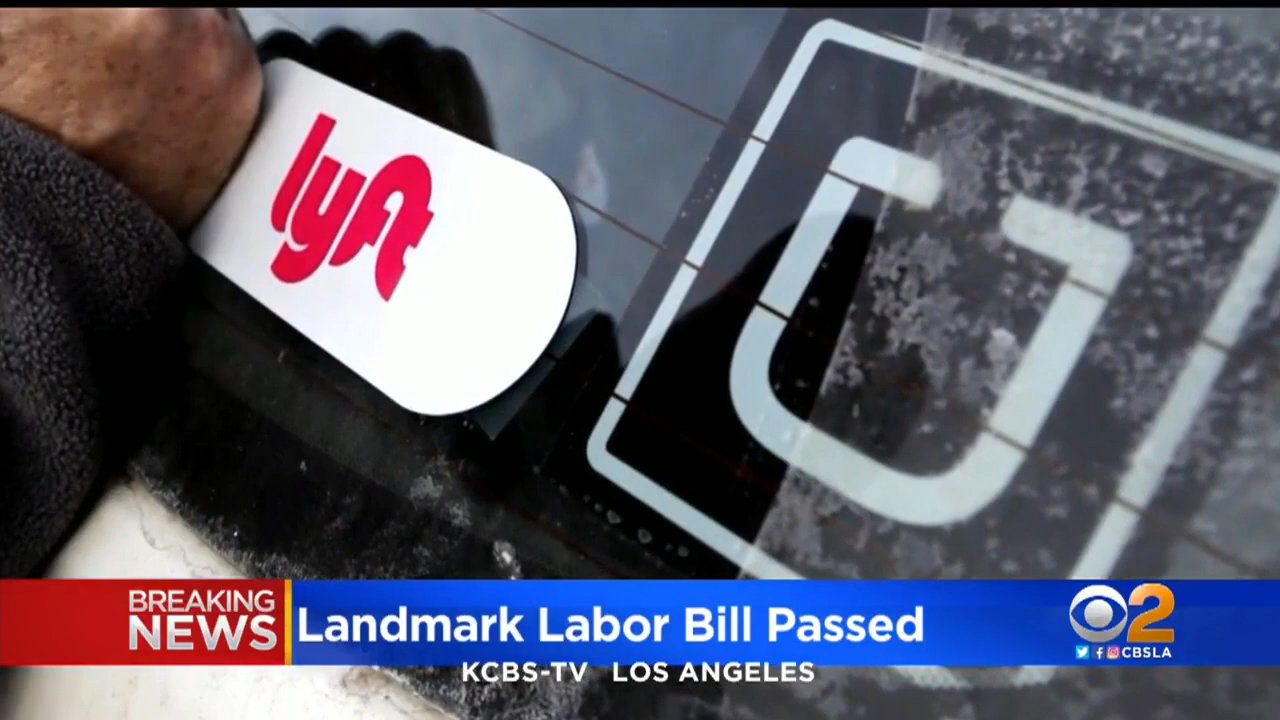 lyft
BREAKING
NEWS
Landmark Labor Bill Passed
2
CBSLA
KCBS-TV LOS ANGELES